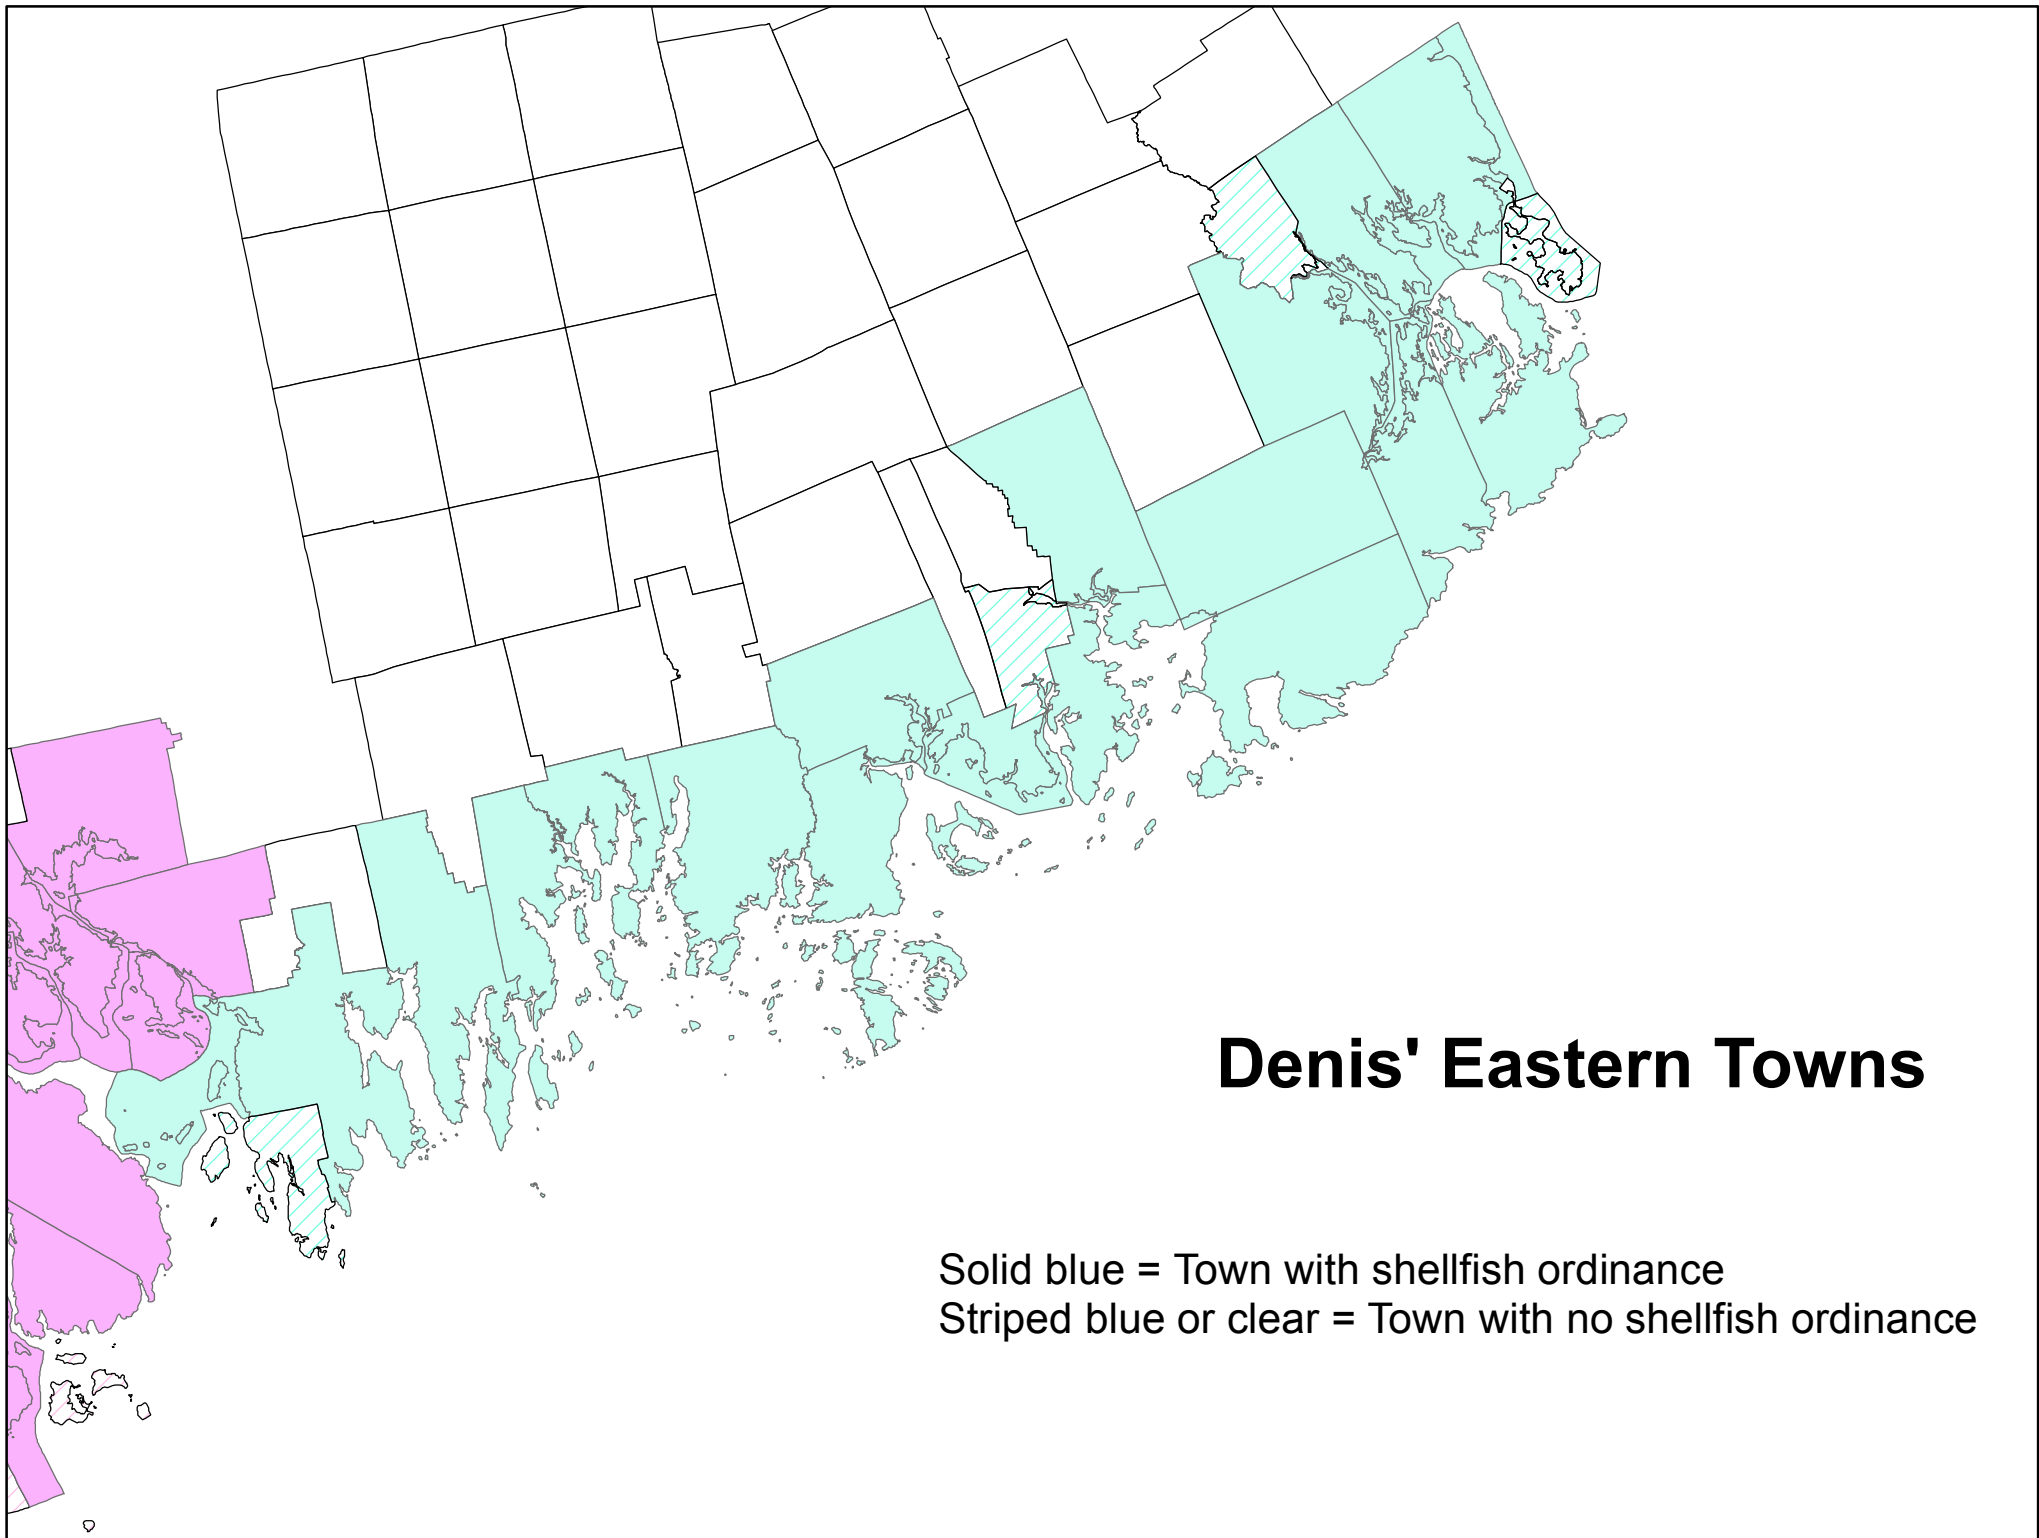 Denis' Eastern Towns
Solid blue = Town with shellfish ordinance
Striped blue or clear = Town with no shellfish ordinance